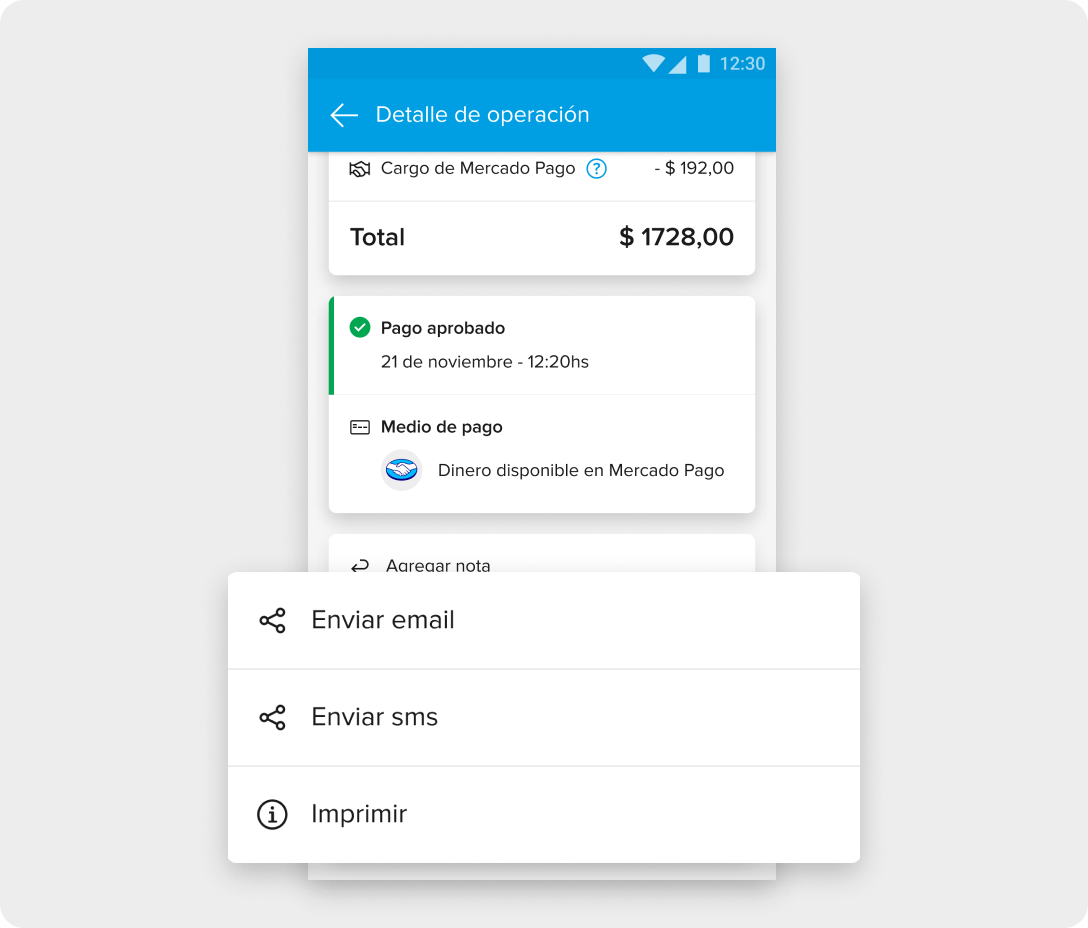 12:30
Detalle de operación
Cargo de Mercado Pago ? - $ 192,00
Total $ 1728,00
Pago aprobado
21 de noviembre - 12:20hs
Medio de pago
Dinero disponible en Mercado Pago
Agregar nota
Enviar email
Enviar sms
Imprimir